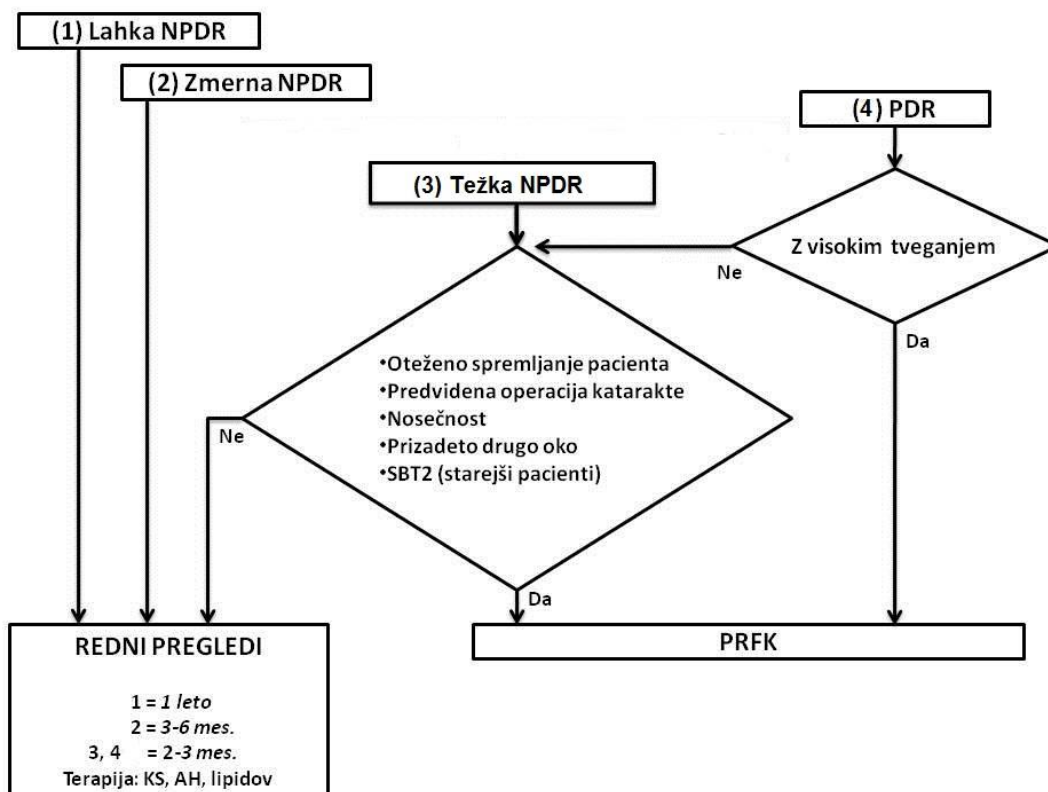 (1) Lahka NPDR
(2) Zmerna NPDR
(4) PDR
(3) Težka NPDR
Z visokim tveganjem
Ne
Da
•Oteženo spremljanje pacienta
•Predvidena operacija katarakte
•Nosečnost
•Prizadeto drugo oko
•SBT2 (starejši pacienti)
Ne
Da
REDNI PREGLEDI
1 = 1 leto
2 = 3-6 mes.
3, 4 = 2-3 mes.
Terapija: KS, AH, lipidov
PRFK